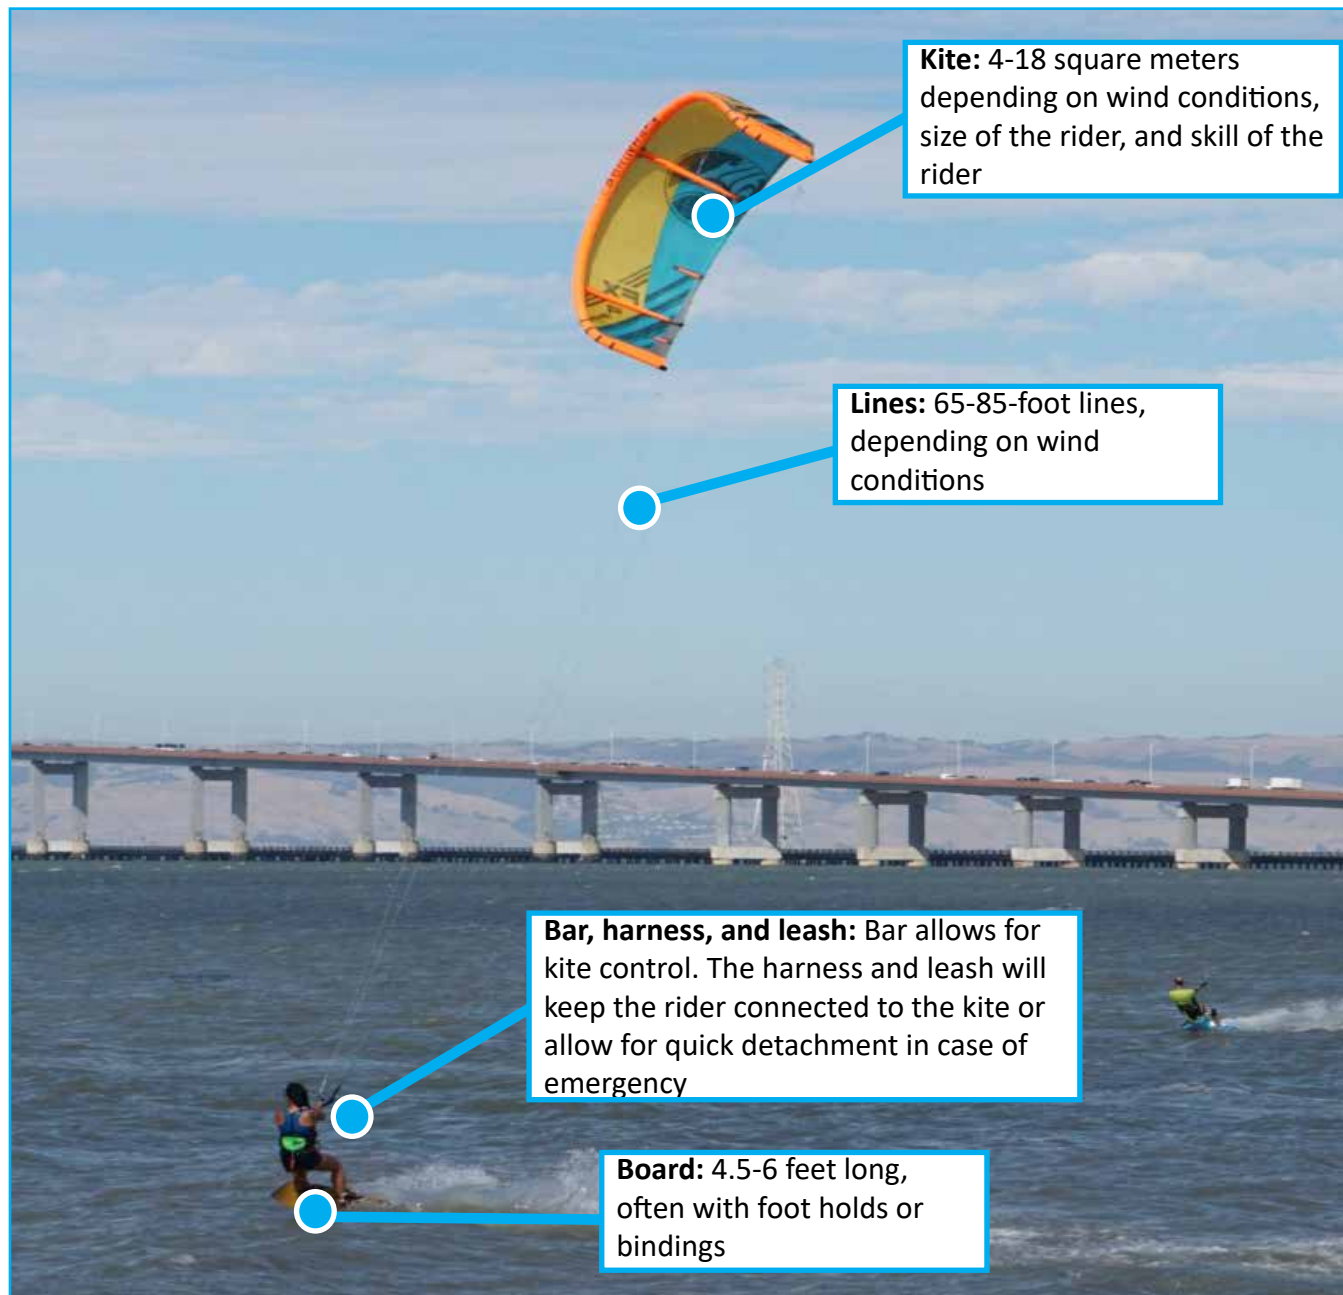 Kite: 4-18 square meters
depending on wind conditions,
size of the rider, and skill of the
rider
Lines: 65-85-foot lines,
depending on wind
conditions
Bar, harness, and leash: Bar allows for
kite control. The harness and leash will
keep the rider connected to the kite or
allow for quick detachment in case of
emergency
Board: 4.5-6 feet long,
often with foot holds or
bindings